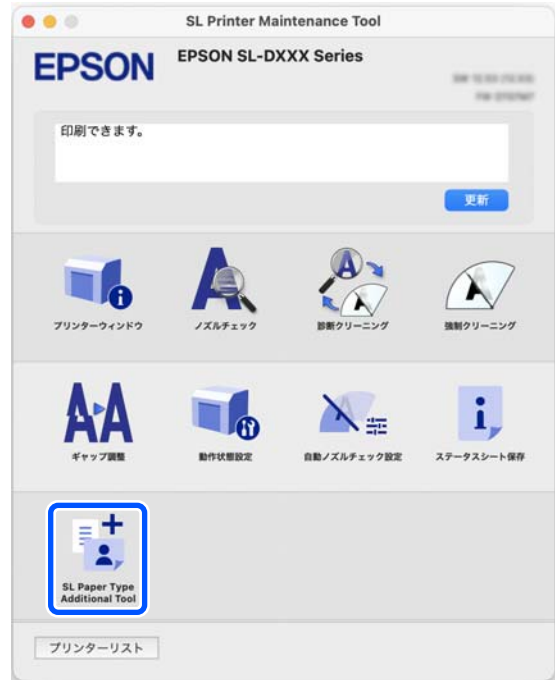 SL Printer Maintenance Tool
EPSON
EPSON SL-DXXX Series
印刷できます。
更新
プリンターウィンドウ
ノズルチェック
診断クリーニング
強制クリーニング
ギャップ調整
動作状態設定
自動ノズルチェック設定
ステータスシート保存
SL Paper Type
Additional Tool
プリンターリスト